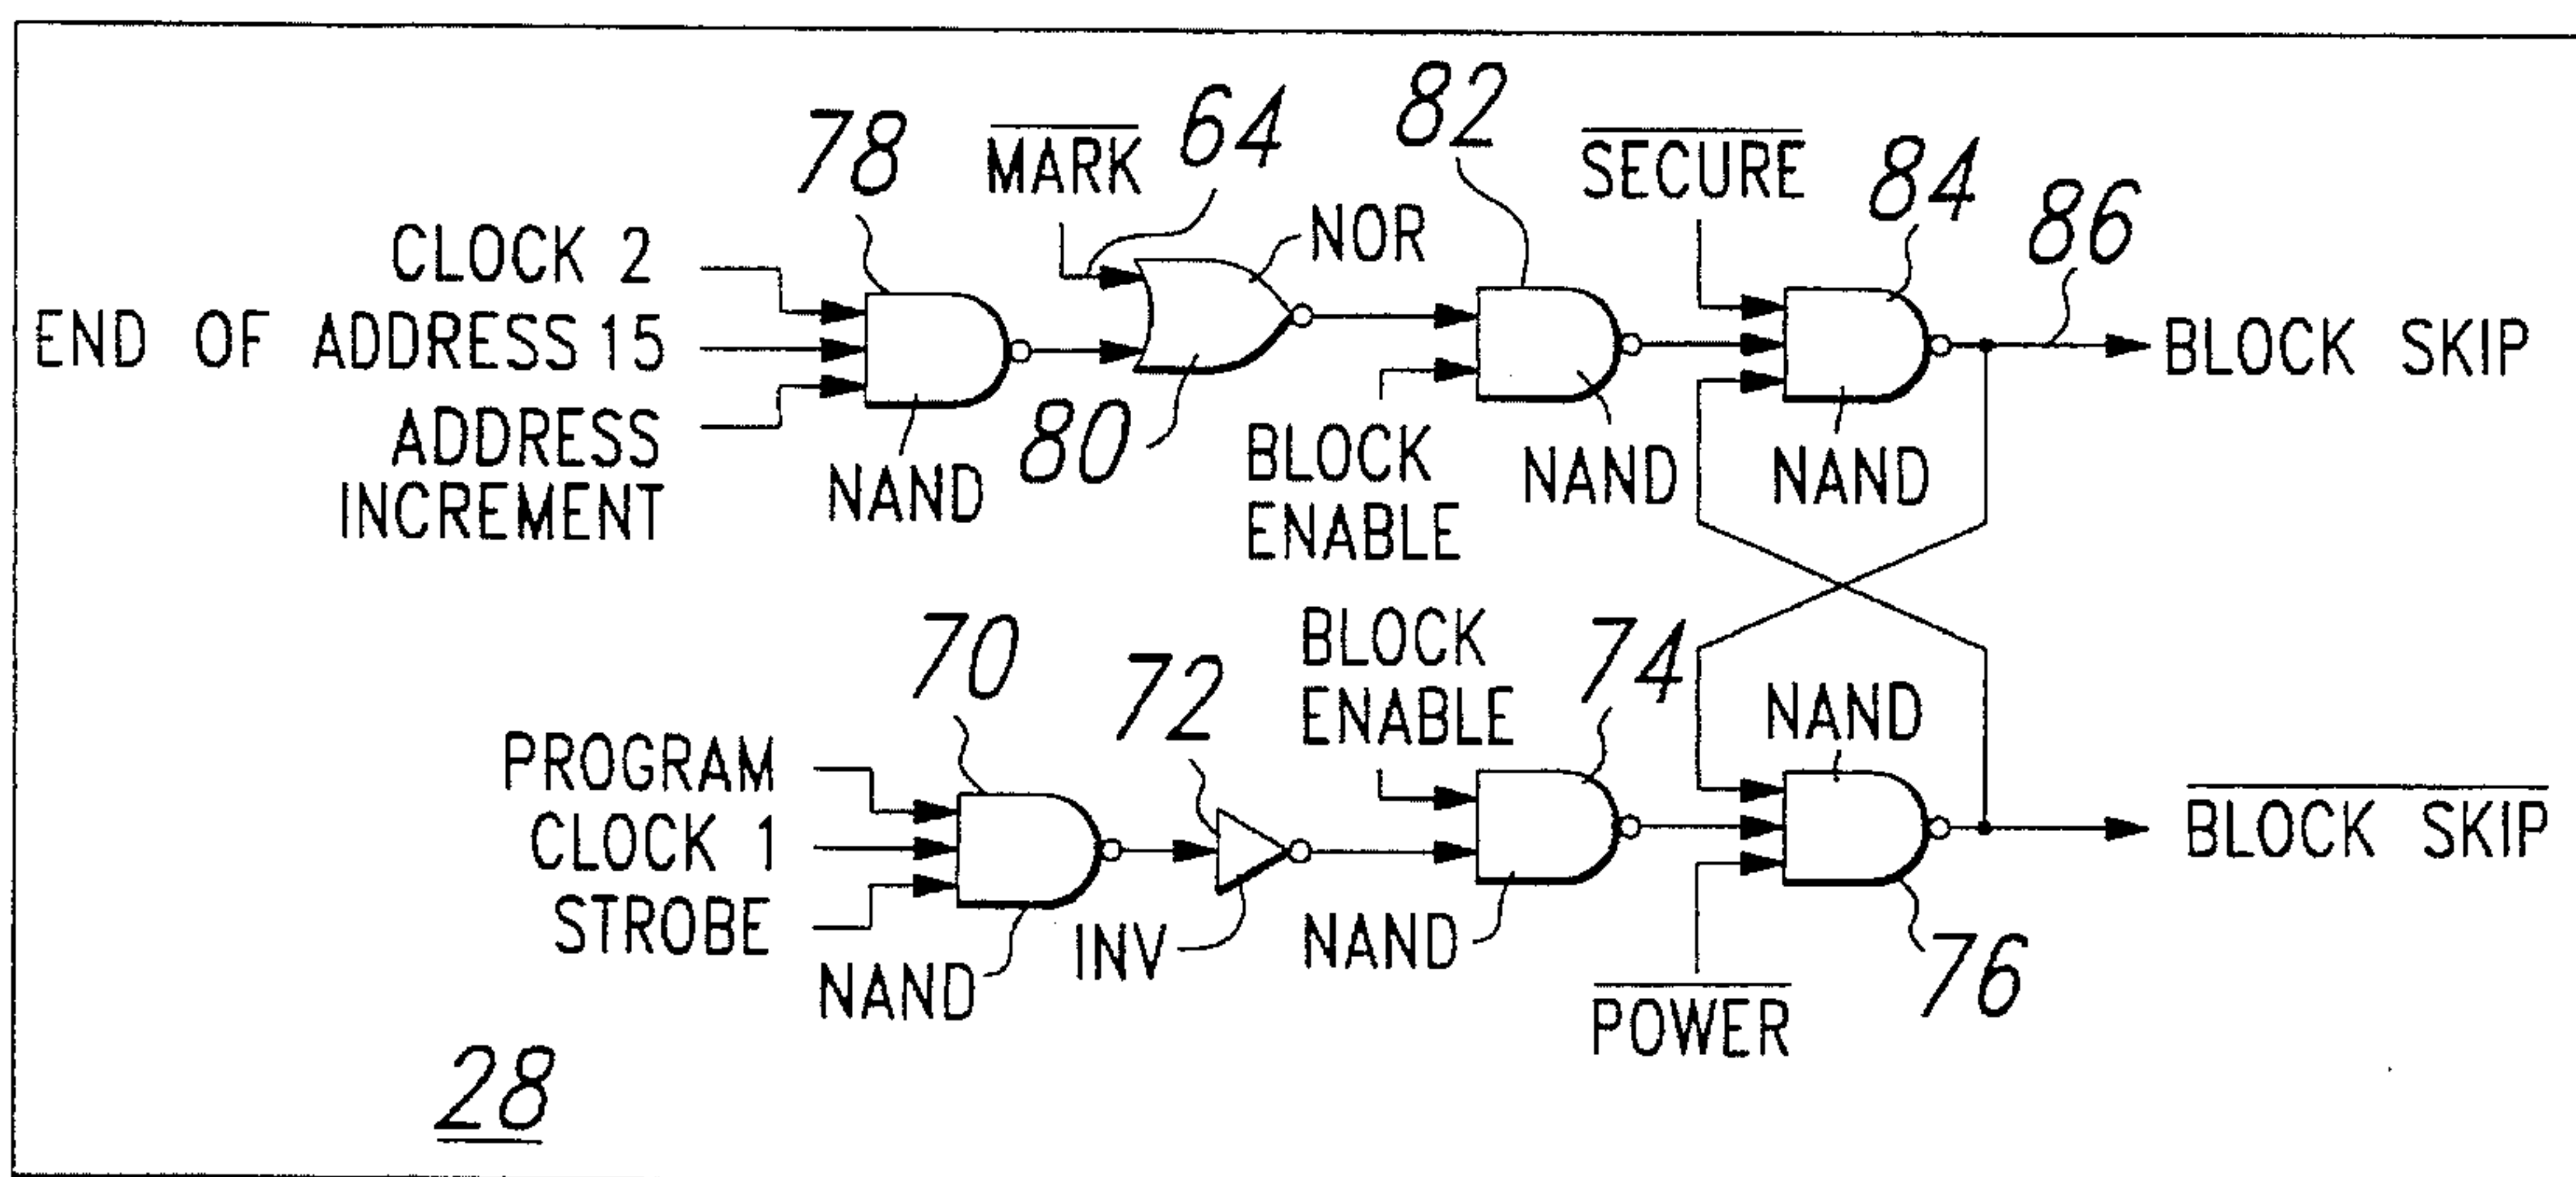 78
MARK
64
82
SECURE
84
86
NOR
CLOCK 2
END OF ADDRESS 15
ADDRESS
INCREMENT
NAND
80
BLOCK
ENABLE
NAND
NAND
BLOCK SKIP
70
72
BLOCK
ENABLE
74
NAND
PROGRAM
CLOCK 1
STROBE
NAND
INV
NAND
POWER
76
BLOCK SKIP
28